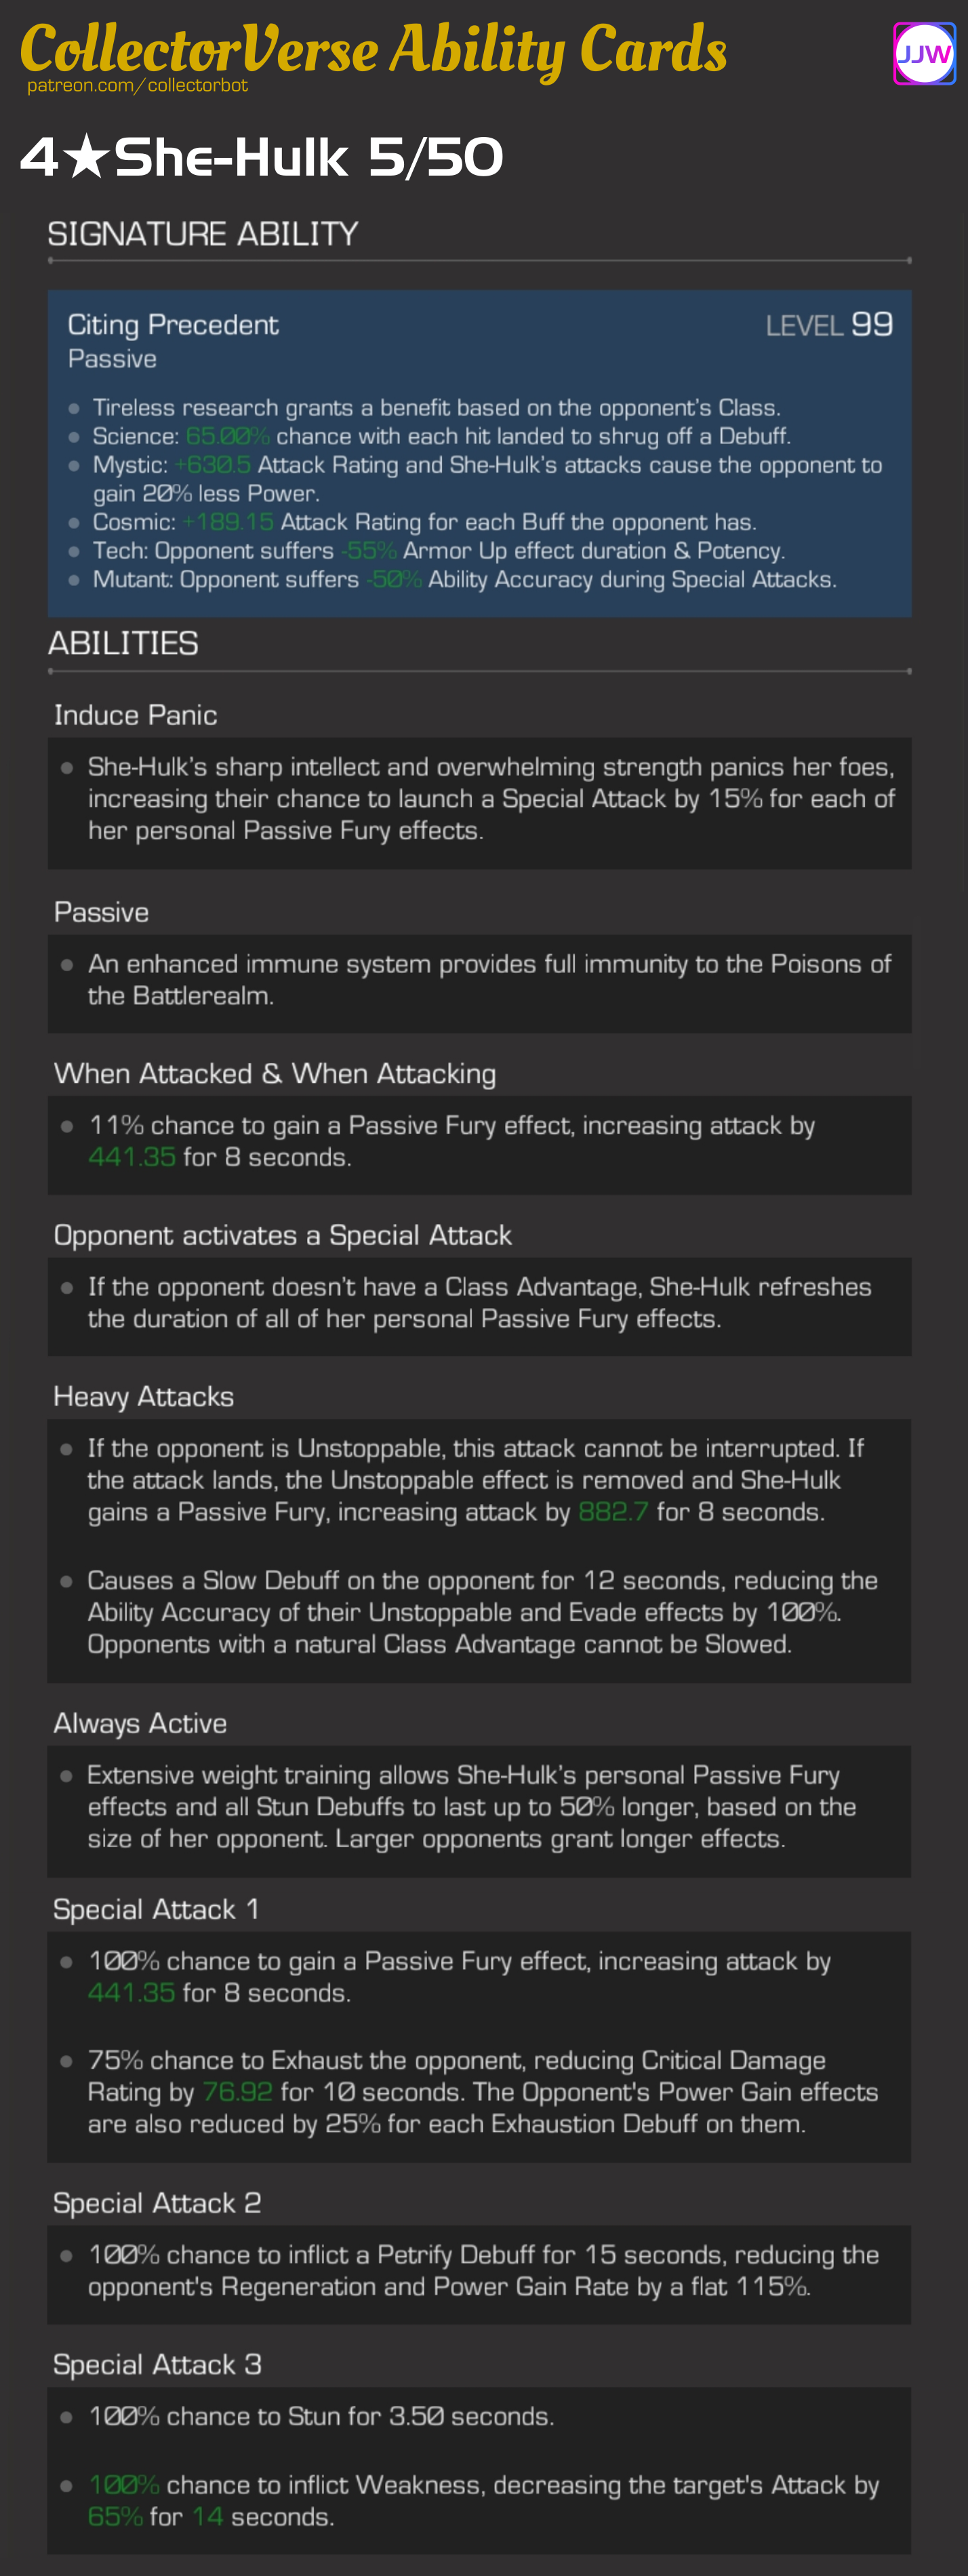 CollectorVerse Ability Cards
patreon.com/collectorbot
JJW
4★She-Hulk 5/50
SIGNATURE ABILITY
Citing Precedent
LEVEL 99
Passive
Tireless research grants a benefit based on the opponent's Class.
Science: 65.00% chance with each hit landed to shrug off a Debuff.
Mystic: +630.5 Attack Rating and She-Hulk's attacks cause the opponent to
gain 20% less Power.
Cosmic: +189.15 Attack Rating for each Buff the opponent has.
Tech: Opponent suffers -55% Armor Up effect duration & Potency.
Mutant: Opponent suffers -50% Ability Accuracy during Special Attacks.
ABILITIES
Induce Panic
She-Hulk's sharp intellect and overwhelming strength panics her foes,
increasing their chance to launch a Special Attack by 15% for each of
her personal Passive Fury effects.
Passive
An enhanced immune system provides full immunity to the Poisons of
the Battlerealm.
When Attacked & When Attacking
11% chance to gain a Passive Fury effect, increasing attack by
441.35 for 8 seconds.
Opponent activates a Special Attack
If the opponent doesn't have a Class Advantage, She-Hulk refreshes
the duration of all of her personal Passive Fury effects.
Heavy Attacks
If the opponent is Unstoppable, this attack cannot be interrupted. If
the attack lands, the Unstoppable effect is removed and She-Hulk
gains a Passive Fury, increasing attack by 882.7 for 8 seconds.
Causes a Slow Debuff on the opponent for 12 seconds, reducing the
Ability Accuracy of their Unstoppable and Evade effects by 100%.
Opponents with a natural Class Advantage cannot be Slowed.
Always Active
Extensive weight training allows She-Hulk's personal Passive Fury
effects and all Stun Debuffs to last up to 50% longer, based on the
size of her opponent. Larger opponents grant longer effects.
Special Attack 1
100% chance to gain a Passive Fury effect, increasing attack by
441.35 for 8 seconds.
75% chance to Exhaust the opponent, reducing Critical Damage
Rating by 76.92 for 10 seconds. The Opponent's Power Gain effects
are also reduced by 25% for each Exhaustion Debuff on them.
Special Attack 2
100% chance to inflict a Petrify Debuff for 15 seconds, reducing the
opponent's Regeneration and Power Gain Rate by a flat 115%.
Special Attack 3
100% chance to Stun for 3.50 seconds.
100% chance to inflict Weakness, decreasing the target's Attack by
65% for 14 seconds.